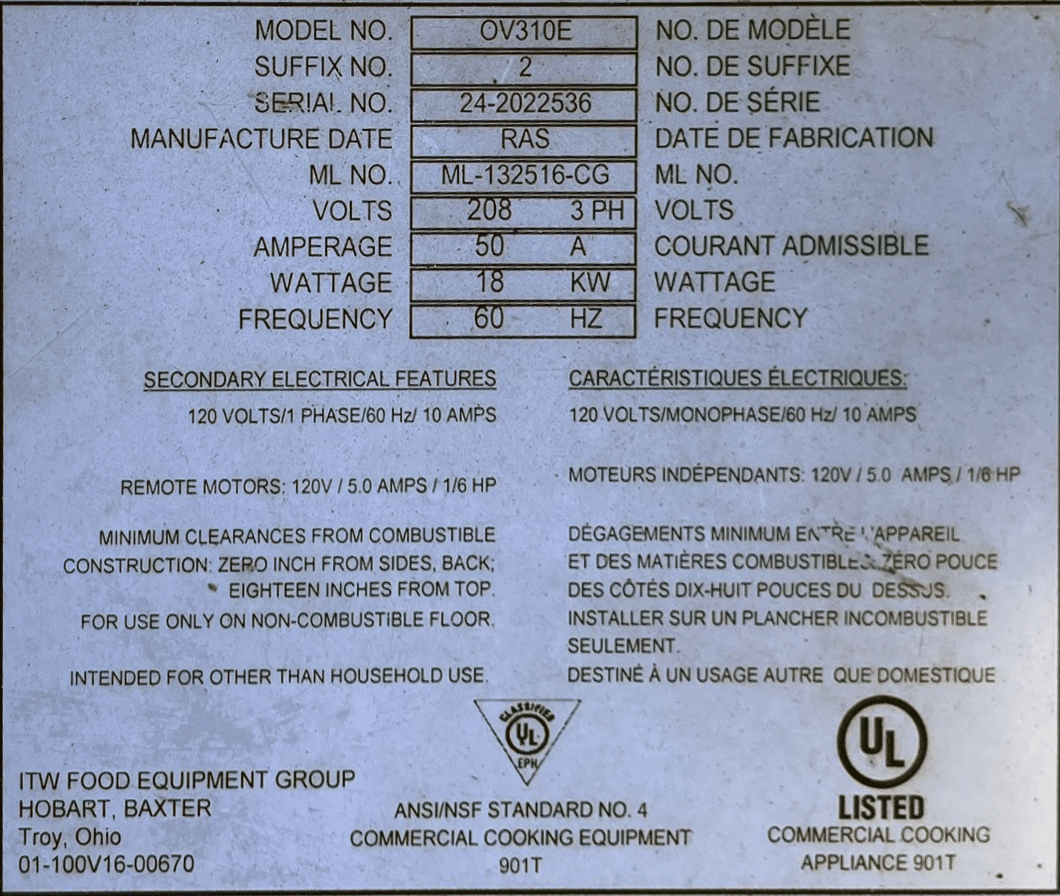 MODEL NO. OV310E NO. DE MODÈLE
SUFFIX NO. 2 NO. DE SUFFIXE
SERIAL NO. 24-2022536 NO. DE SÉRIE
MANUFACTURE DATE RAS DATE DE FABRICATION
ML NO. ML-132516-CG ML NO.
VOLTS 208 3 PH VOLTS
AMPERAGE 50 A COURANT ADMISSIBLE
WATTAGE 18 KW WATTAGE
FREQUENCY 60 HZ FREQUENCY
SECONDARY ELECTRICAL FEATURES
120 VOLTS/1 PHASE/60 Hz/ 10 AMPS
REMOTE MOTORS: 120V / 5.0 AMPS / 1/6 HP
MINIMUM CLEARANCES FROM COMBUSTIBLE
CONSTRUCTION: ZERO INCH FROM SIDES, BACK;
EIGHTEEN INCHES FROM TOP.
FOR USE ONLY ON NON-COMBUSTIBLE FLOOR.
INTENDED FOR OTHER THAN HOUSEHOLD USE.
CARACTÉRISTIQUES ÉLECTRIQUES:
120 VOLTS/MONOPHASE/60 Hz/ 10 AMPS
MOTEURS INDÉPENDANTS: 120V / 5.0 AMPS / 1/6 HP
DÉGAGEMENTS MINIMUM ENTRE L'APPAREIL
ET DES MATIÈRES COMBUSTIBLES: ZÉRO POUCE
DES CÔTÉS DIX-HUIT POUCES DU DESSUS.
INSTALLER SUR UN PLANCHER INCOMBUSTIBLE
SEULEMENT.
DESTINÉ À UN USAGE AUTRE QUE DOMESTIQUE
ITW FOOD EQUIPMENT GROUP
HOBART, BAXTER
Troy, Ohio
01-100V16-00670
CLASSIFIED
UL
EPH
ANSI/NSF STANDARD NO. 4
COMMERCIAL COOKING EQUIPMENT
901T
UL
LISTED
COMMERCIAL COOKING
APPLIANCE 901T